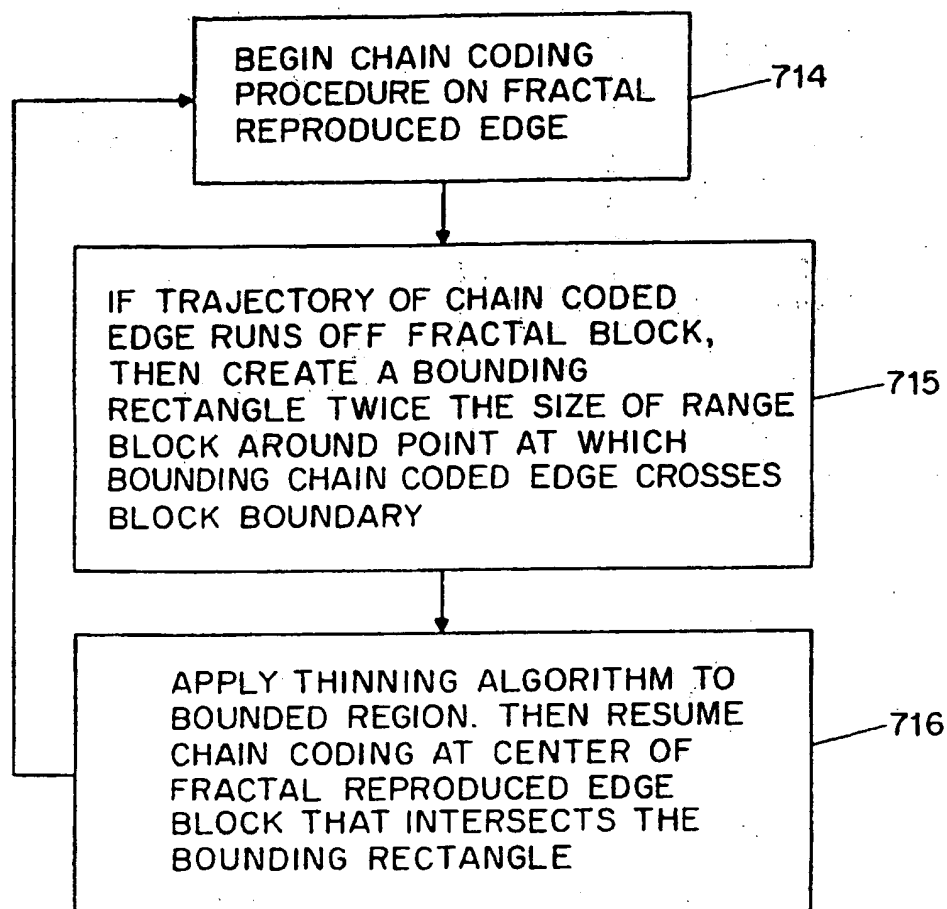 BEGIN CHAIN CODING
PROCEDURE ON FRACTAL
REPRODUCED EDGE
714
IF TRAJECTORY OF CHAIN CODED
EDGE RUNS OFF FRACTAL BLOCK,
THEN CREATE A BOUNDING
RECTANGLE TWICE THE SIZE OF RANGE
BLOCK AROUND POINT AT WHICH
BOUNDING CHAIN CODED EDGE CROSSES
BLOCK BOUNDARY
715
APPLY THINNING ALGORITHM TO
BOUNDED REGION. THEN RESUME
CHAIN CODING AT CENTER OF
FRACTAL REPRODUCED EDGE
BLOCK THAT INTERSECTS THE
BOUNDING RECTANGLE
716